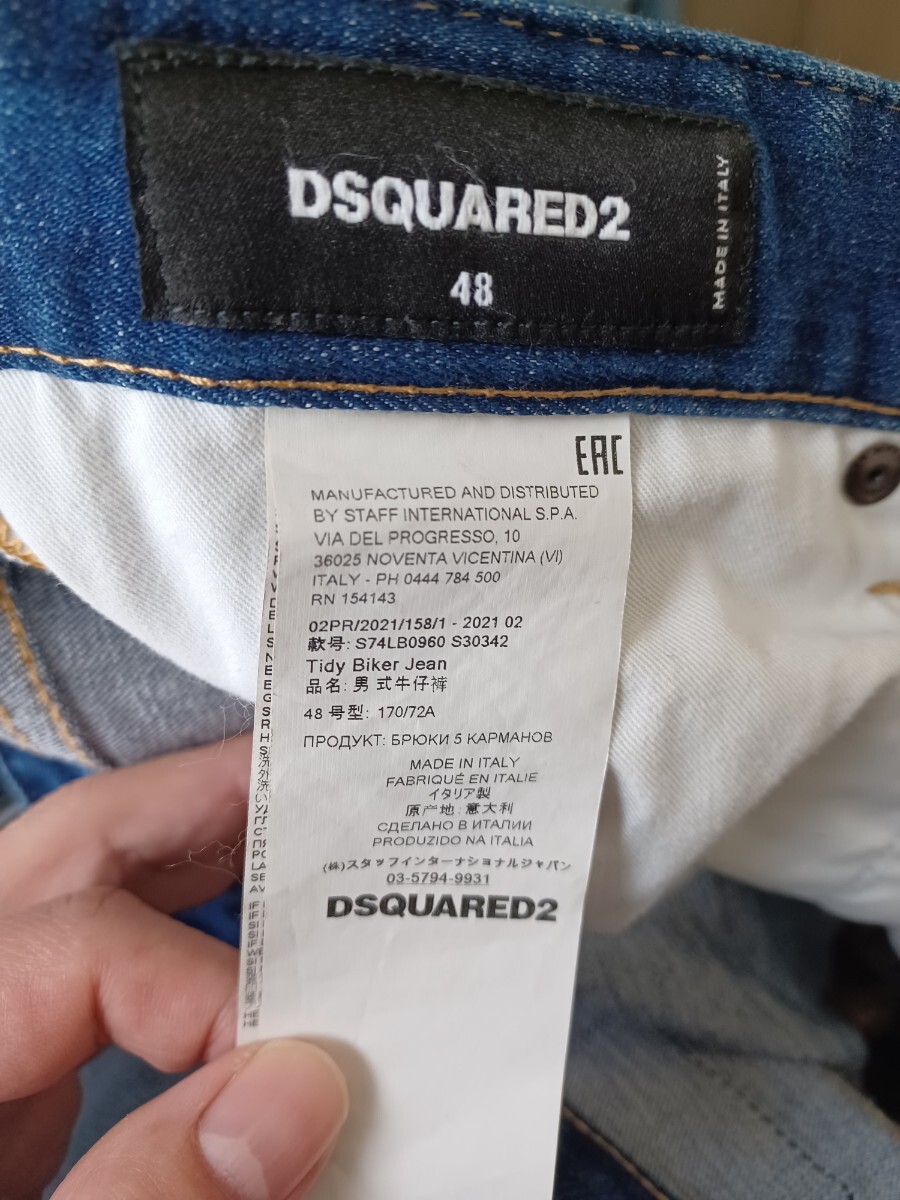 DSQUARED2
48
MADE IN ITALY
EAC
MANUFACTURED AND DISTRIBUTED
BY STAFF INTERNATIONAL S.P.A.
VIA DEL PROGRESSO, 10
36025 NOVENTA VICENTINA (VI)
ITALY - PH 0444 784 500
RN 154143
02PR/2021/158/1 - 2021 02
款号: S74LB0960 S30342
Tidy Biker Jean
品名: 男 式牛仔裤
48 号型: 170/72A
ПРОДУКТ: БРЮКИ 5 КАРМАНОВ
MADE IN ITALY
FABRIQUÉ EN ITALIE
イタリア製
原产地:意大利
СДЕЛАНО В ИТАЛИИ
PRODUZIDO NA ITALIA
(株)スタッフインターナショナルジャパン
03-5794-9931
DSQUARED2